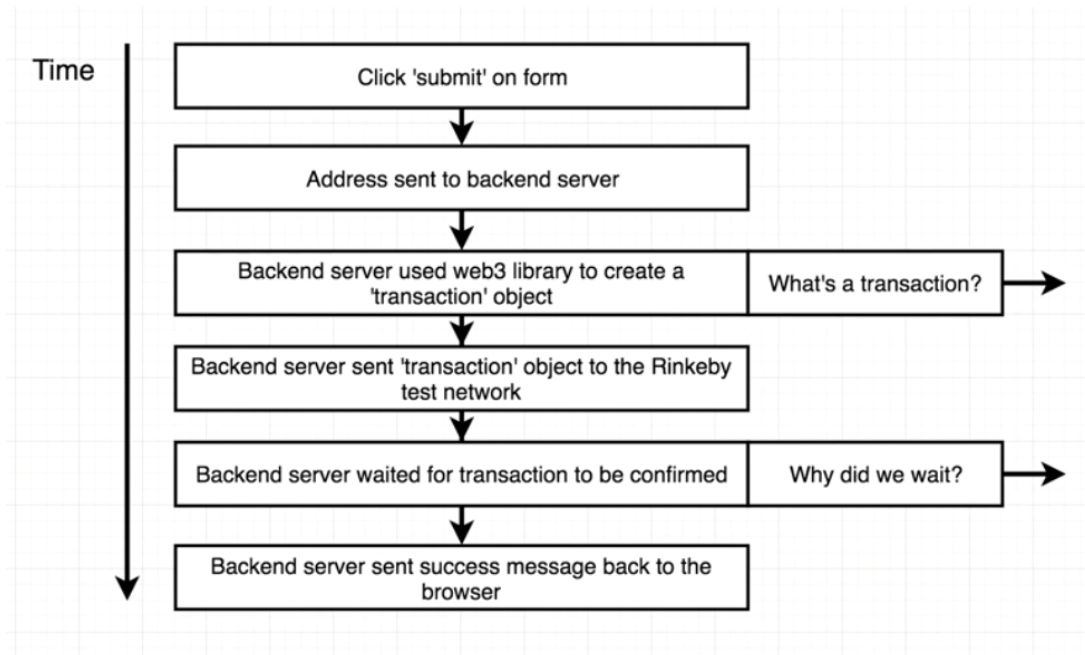 Time
Click 'submit' on form
Address sent to backend server
Backend server used web3 library to create a
'transaction' object
What's a transaction?
Backend server sent 'transaction' object to the Rinkeby
test network
Backend server waited for transaction to be confirmed
Why did we wait?
Backend server sent success message back to the
browser